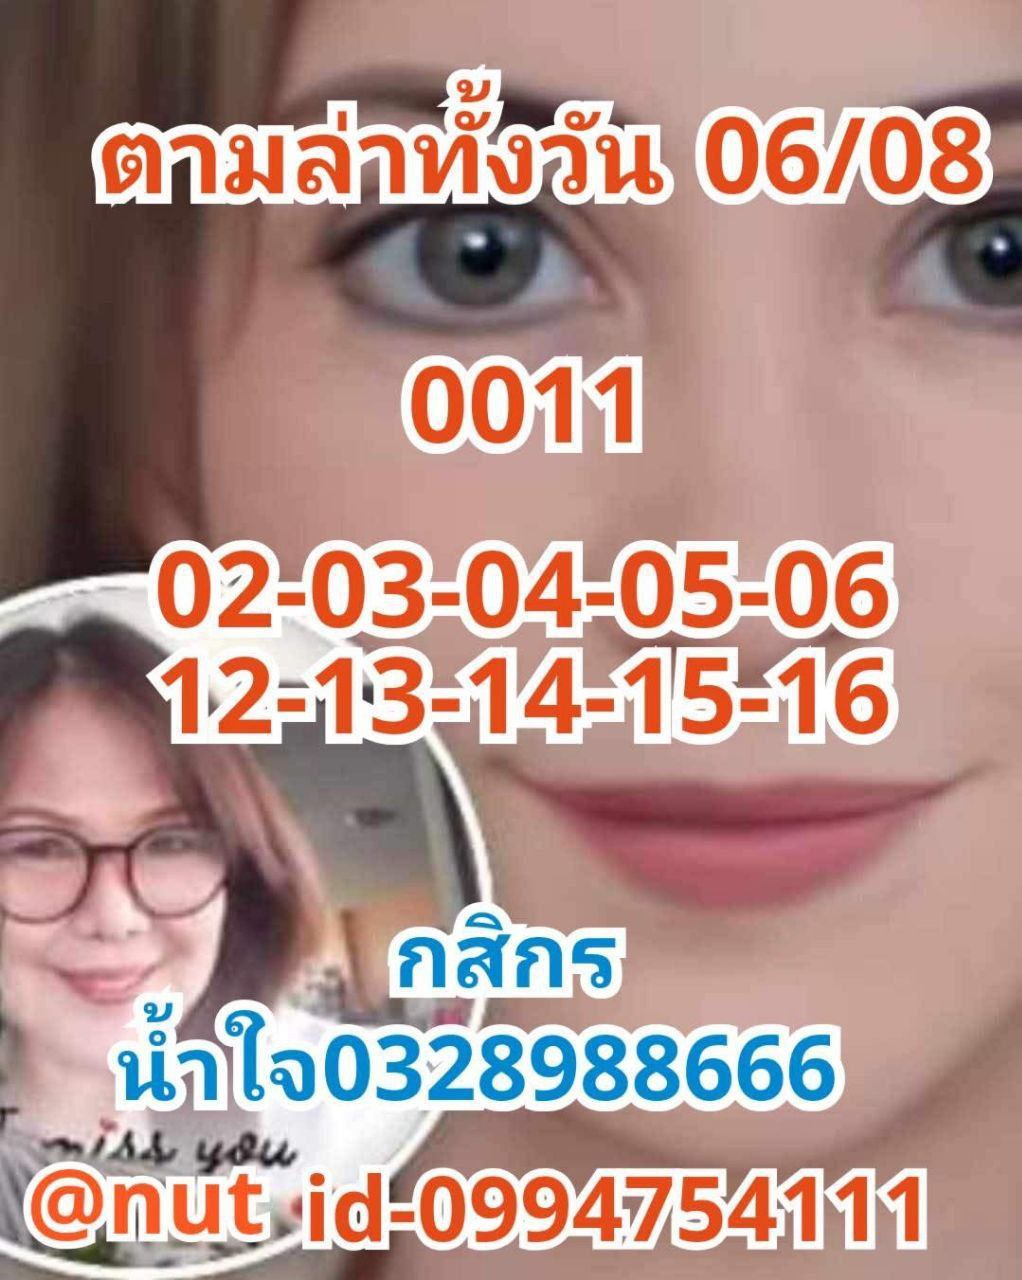 ตามล่าทั้งวัน 06/08
0011
02-03-04-05-06
12-13-14-15-16
กสิกร
น้ำใจ0328988666
miss you
@nut id-0994754111